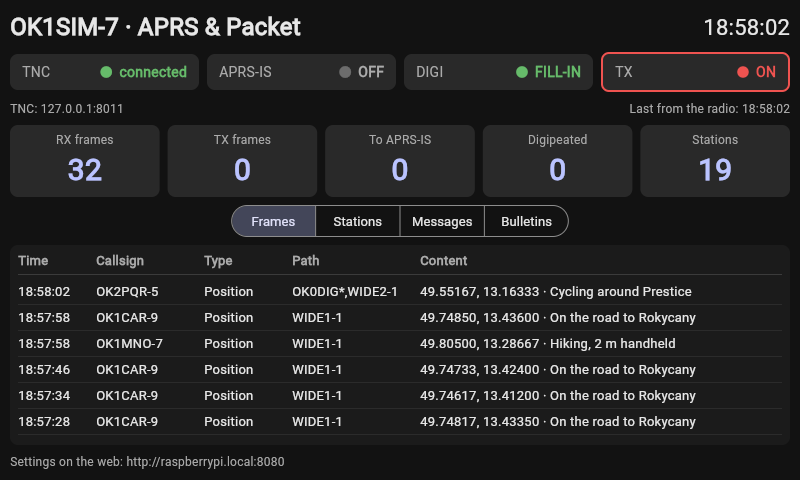 OK1SIM-7 · APRS & Packet 18:58:02
TNC connected APRS-IS OFF DIGI FILL-IN TX ON
TNC: 127.0.0.1:8011 Last from the radio: 18:58:02
RX frames TX frames To APRS-IS Digipeated Stations
32 0 0 0 19
Frames Stations Messages Bulletins
Time Callsign Type Path Content
18:58:02 OK2PQR-5 Position OK0DIG*,WIDE2-1 49.55167, 13.16333 · Cycling around Prestice
18:57:58 OK1CAR-9 Position WIDE1-1 49.74850, 13.43600 · On the road to Rokycany
18:57:58 OK1MNO-7 Position WIDE1-1 49.80500, 13.28667 · Hiking, 2 m handheld
18:57:46 OK1CAR-9 Position WIDE1-1 49.74733, 13.42400 · On the road to Rokycany
18:57:34 OK1CAR-9 Position WIDE1-1 49.74617, 13.41200 · On the road to Rokycany
18:57:28 OK1CAR-9 Position WIDE1-1 49.74817, 13.43350 · On the road to Rokycany
Settings on the web: http://raspberrypi.local:8080